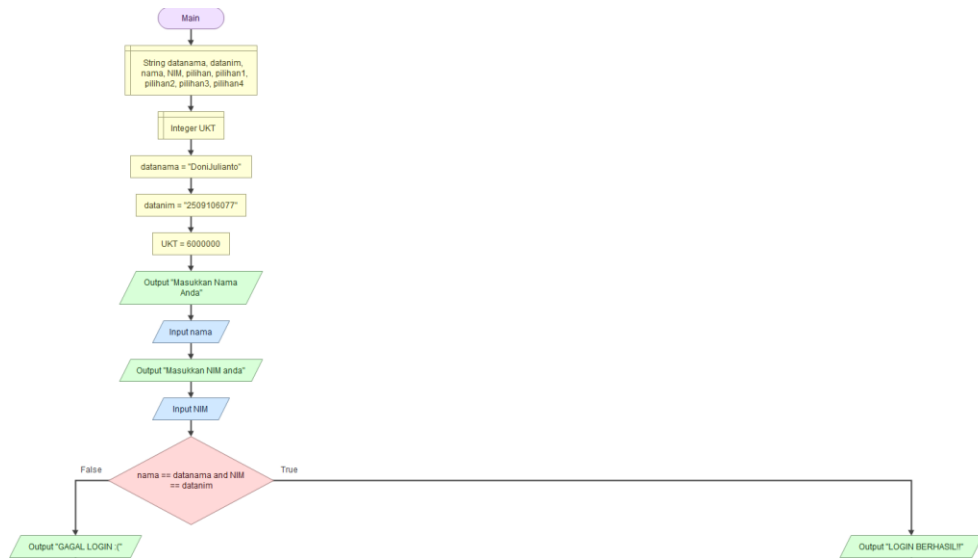 Main
String datanama, datanim,
nama, NIM, pilihan, pilihan1,
pilihan2, pilihan3, pilihan4
Integer UKT
datanama = "DoniJulianto"
datanim = "2509106077"
UKT = 6000000
Output "Masukkan Nama
Anda"
Input nama
Output "Masukkan NIM anda"
Input NIM
False
nama == datanama and NIM
== datanim
True
Output "GAGAL LOGIN :("
Output "LOGIN BERHASIL!!"